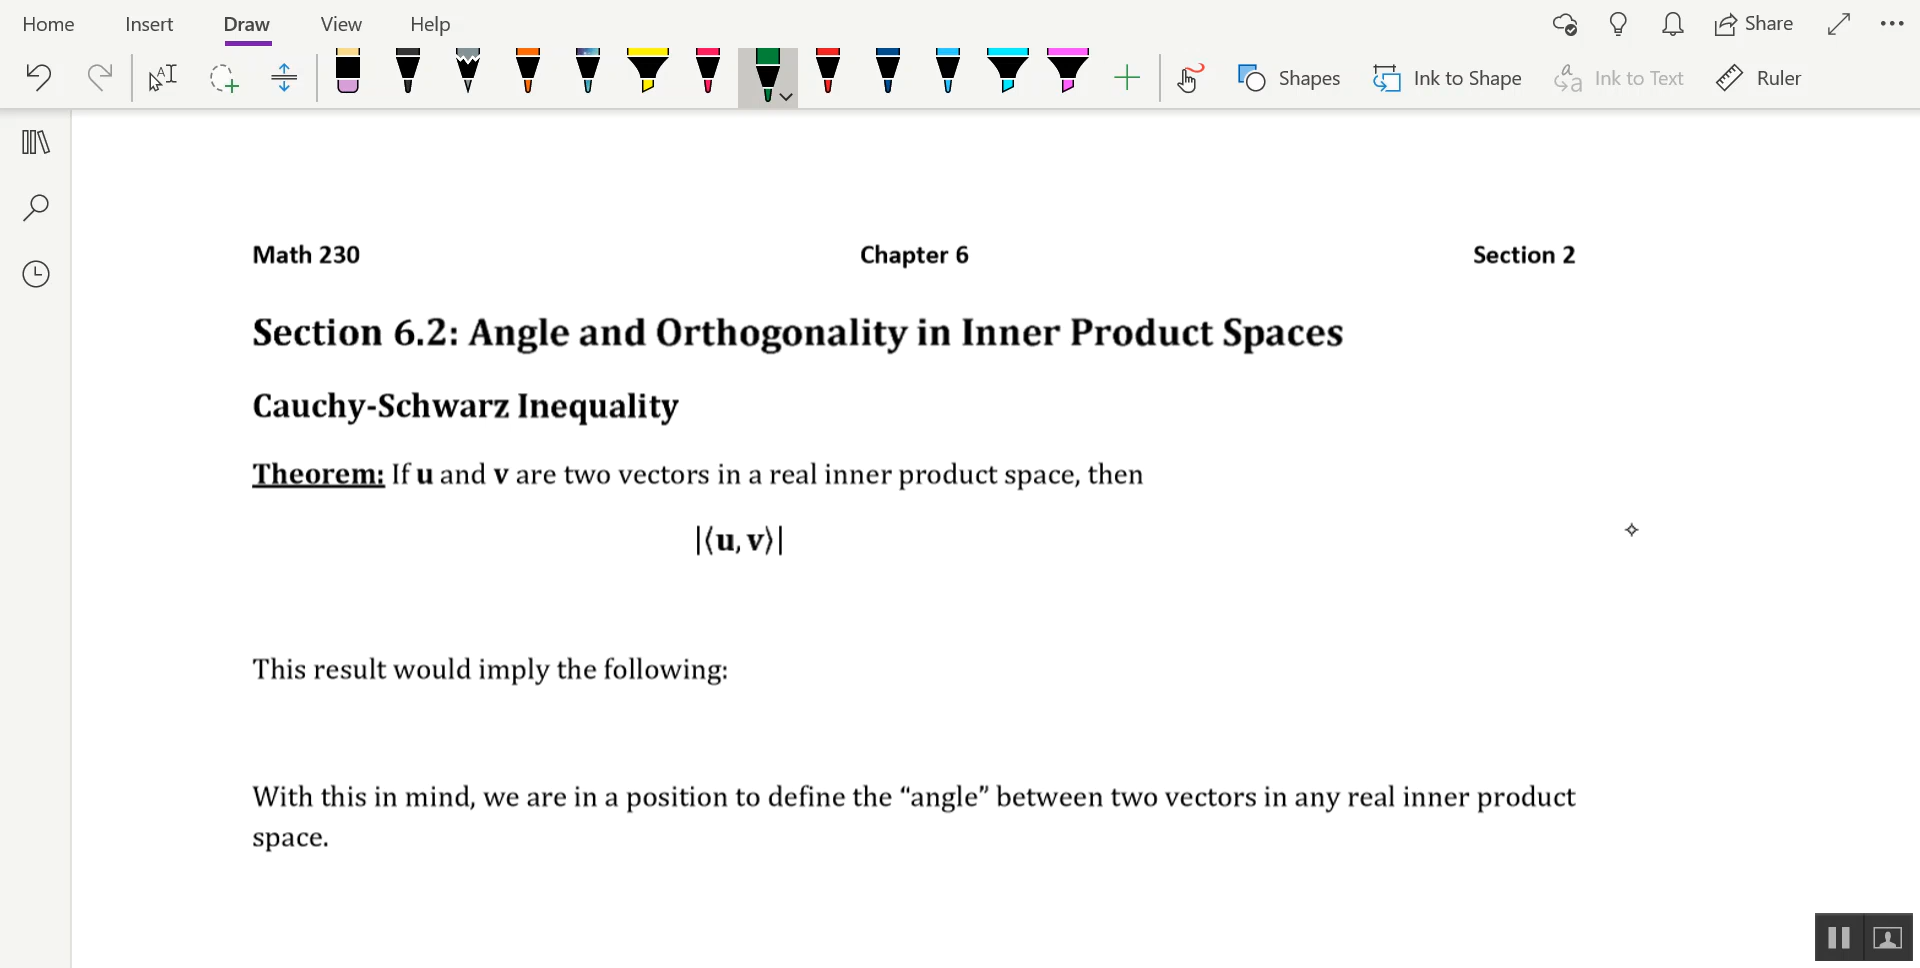 Home Insert Draw View Help Share
Shapes Ink to Shape Ink to Text Ruler
Math 230 Chapter 6 Section 2
Section 6.2: Angle and Orthogonality in Inner Product Spaces
Cauchy-Schwarz Inequality
Theorem: If u and v are two vectors in a real inner product space, then
|⟨u, v⟩|
This result would imply the following:
With this in mind, we are in a position to define the “angle” between two vectors in any real inner product
space.